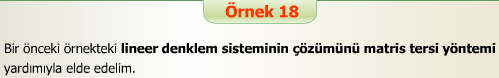 Örnek 18
Bir önceki örnekteki lineer denklem sisteminin çözümünü matris tersi yöntemi
yardımıyla elde edelim.